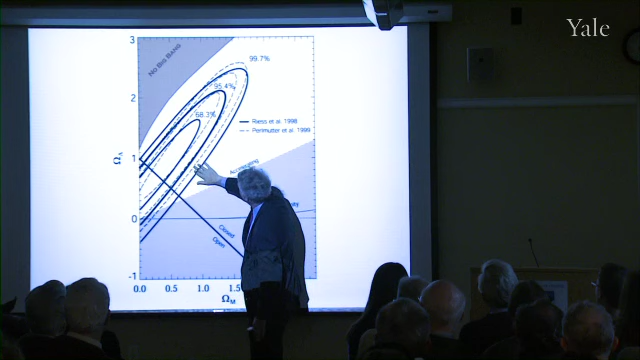 Yale
3
2
1
0
-1
0.0 0.5 1.0 1.5
NO BIG BANG
99.7%
95.4%
68.3%
Riess et al. 1998
Perlmutter et al. 1999
Accelerating
Closed
Open
Ω_Λ
Ω_M